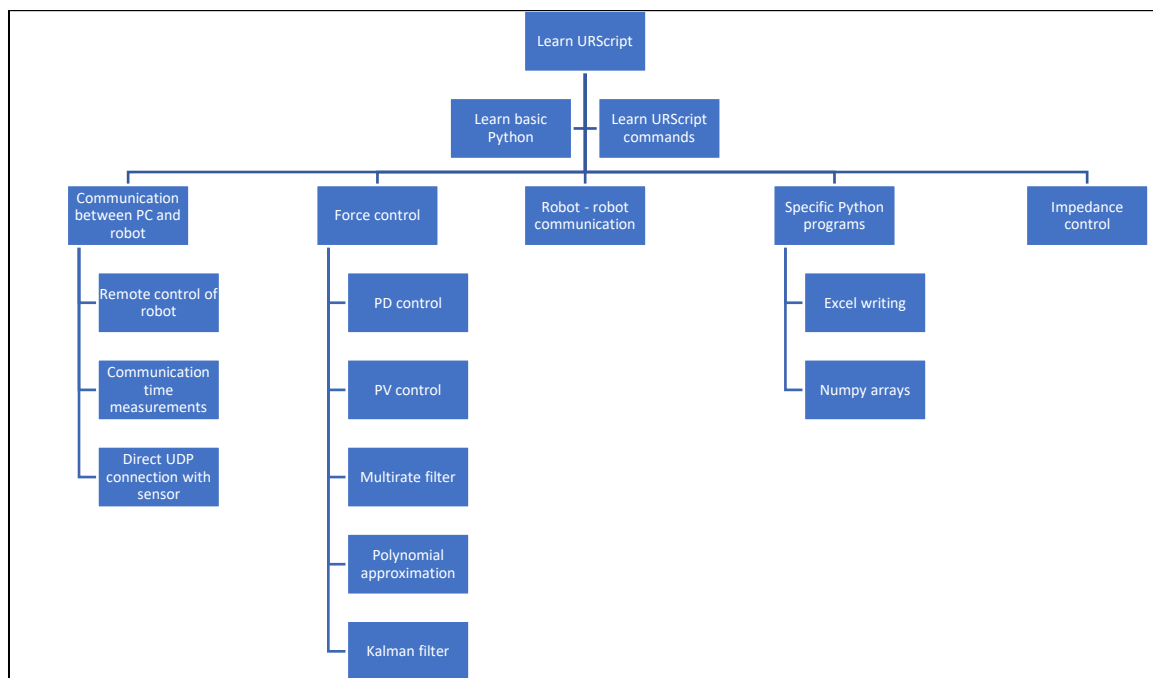 Learn URScript
Learn basic
Python
Learn URScript
commands
Communication
between PC and
robot
Force control
Robot - robot
communication
Specific Python
programs
Impedance
control
Remote control of
robot
Communication
time
measurements
Direct UDP
connection with
sensor
PD control
PV control
Multirate filter
Polynomial
approximation
Kalman filter
Excel writing
Numpy arrays